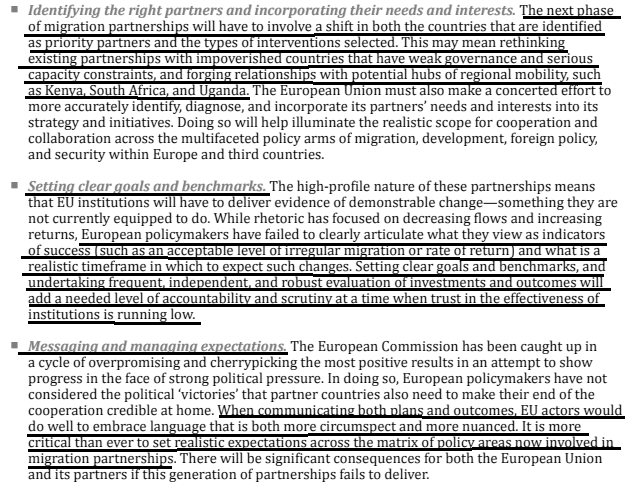 ▪ Identifying the right partners and incorporating their needs and interests. The next phase
of migration partnerships will have to involve a shift in both the countries that are identified
as priority partners and the types of interventions selected. This may mean rethinking
existing partnerships with impoverished countries that have weak governance and serious
capacity constraints, and forging relationships with potential hubs of regional mobility, such
as Kenya, South Africa, and Uganda. The European Union must also make a concerted effort to
more accurately identify, diagnose, and incorporate its partners’ needs and interests into its
strategy and initiatives. Doing so will help illuminate the realistic scope for cooperation and
collaboration across the multifaceted policy arms of migration, development, foreign policy,
and security within Europe and third countries.
▪ Setting clear goals and benchmarks. The high-profile nature of these partnerships means
that EU institutions will have to deliver evidence of demonstrable change—something they are
not currently equipped to do. While rhetoric has focused on decreasing flows and increasing
returns, European policymakers have failed to clearly articulate what they view as indicators
of success (such as an acceptable level of irregular migration or rate of return) and what is a
realistic timeframe in which to expect such changes. Setting clear goals and benchmarks, and
undertaking frequent, independent, and robust evaluation of investments and outcomes will
add a needed level of accountability and scrutiny at a time when trust in the effectiveness of
institutions is running low.
▪ Messaging and managing expectations. The European Commission has been caught up in
a cycle of overpromising and cherrypicking the most positive results in an attempt to show
progress in the face of strong political pressure. In doing so, European policymakers have not
considered the political ‘victories’ that partner countries also need to make their end of the
cooperation credible at home. When communicating both plans and outcomes, EU actors would
do well to embrace language that is both more circumspect and more nuanced. It is more
critical than ever to set realistic expectations across the matrix of policy areas now involved in
migration partnerships. There will be significant consequences for both the European Union
and its partners if this generation of partnerships fails to deliver.